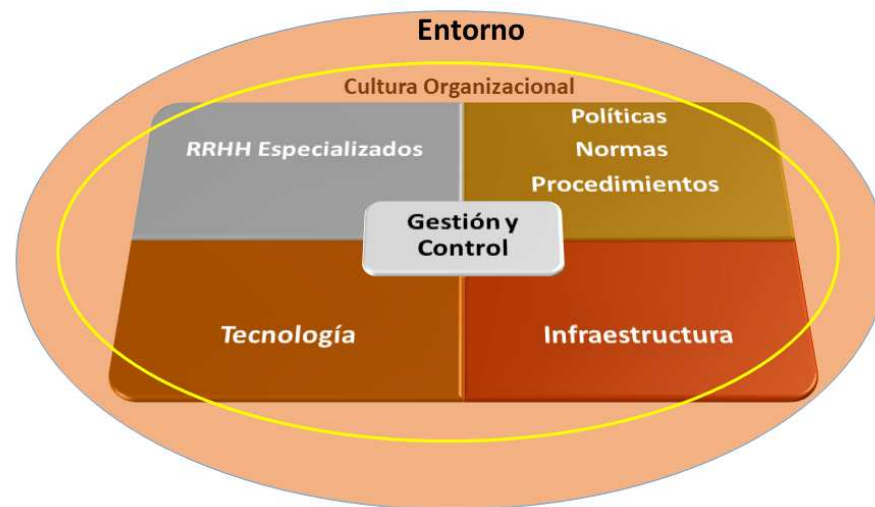 Entorno
Cultura Organizacional
RRHH Especializados
Políticas
Normas
Procedimientos
Gestión y
Control
Tecnología
Infraestructura